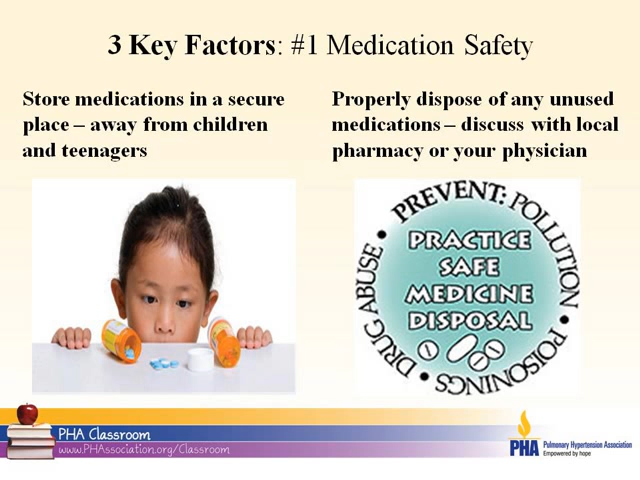 3 Key Factors: #1 Medication Safety
Store medications in a secure
place – away from children
and teenagers
Properly dispose of any unused
medications – discuss with local
pharmacy or your physician
PREVENT: POLLUTION • POISONINGS • DRUG ABUSE •
PRACTICE
SAFE
MEDICINE
DISPOSAL
PHA Classroom
www.PHAssociation.org/Classroom
PHA Pulmonary Hypertension Association
Empowered by hope